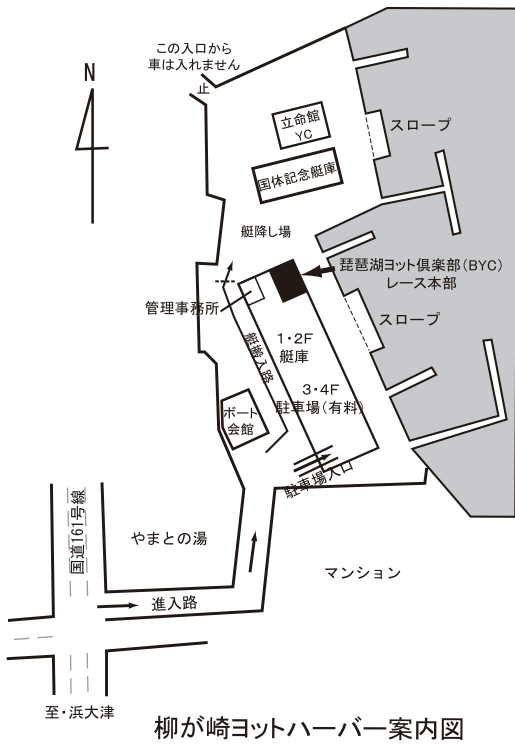 この入口から
車は入れません
止
N
立命館
YC
スロープ
国体記念艇庫
艇降し場
琵琶湖ヨット倶楽部(BYC)
レース本部
管理事務所
スロープ
1・2F
艇庫
艇搬入路
3・4F
駐車場(有料)
ボート
会館
駐車場入口
国道161号線
やまとの湯
マンション
進入路
至・浜大津
柳が崎ヨットハーバー案内図